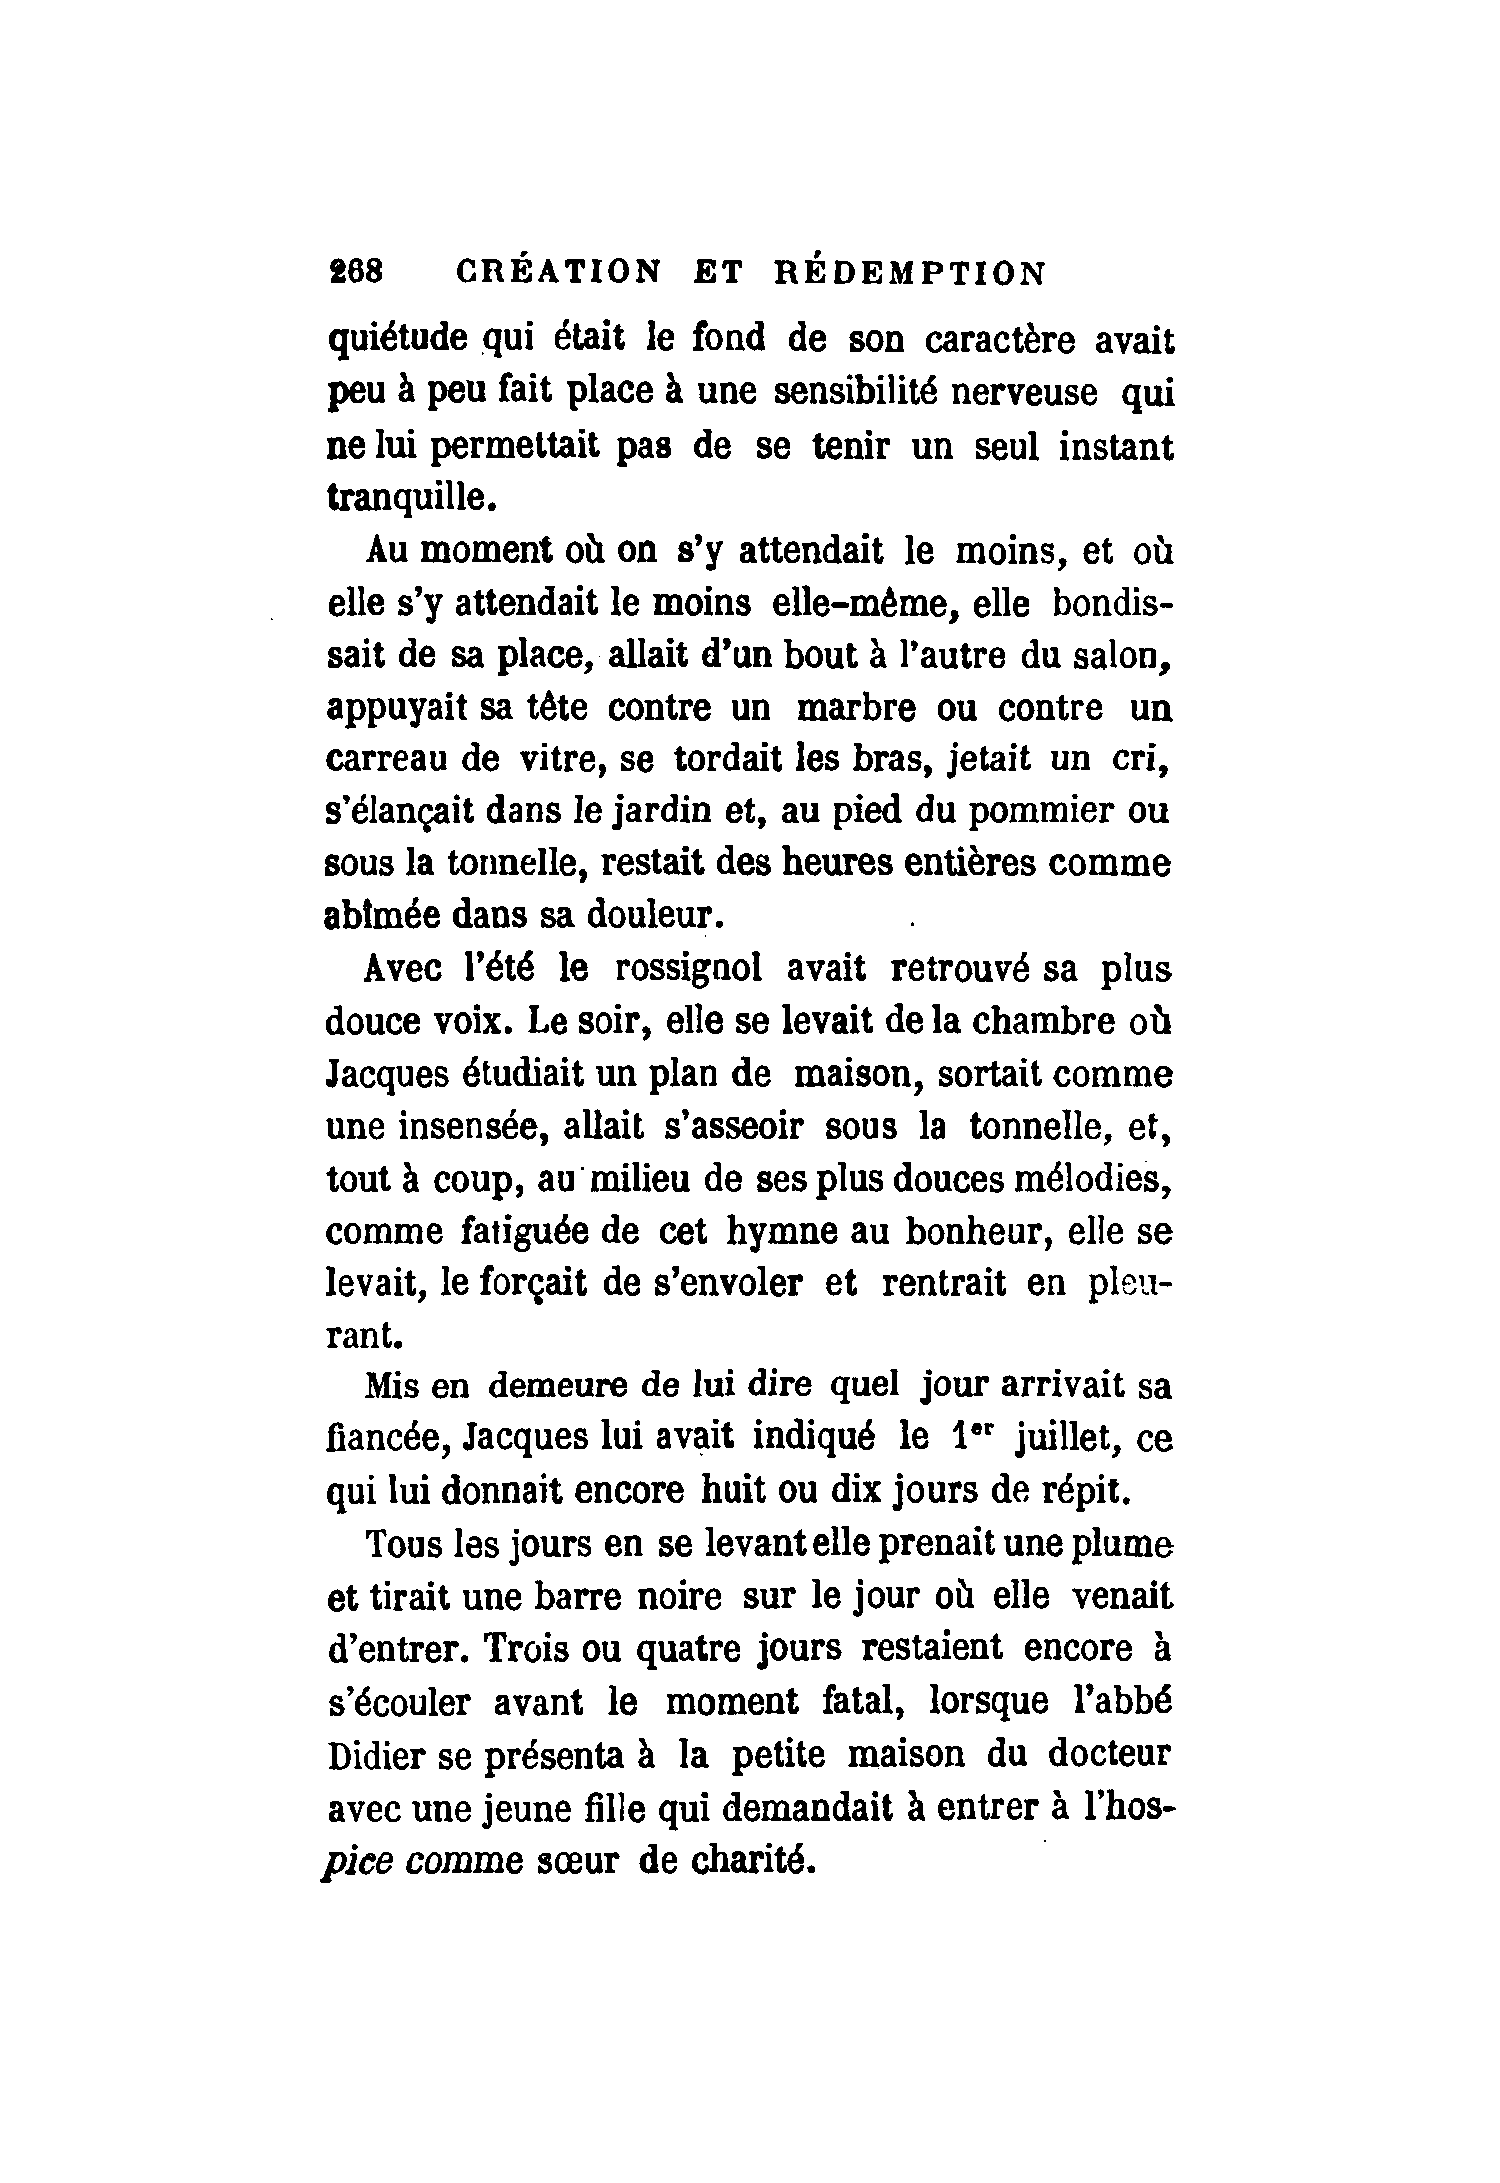 268 CRÉATION ET RÉDEMPTION
quiétude qui était le fond de son caractère avait
peu à peu fait place à une sensibilité nerveuse qui
ne lui permettait pas de se tenir un seul instant
tranquille.
Au moment où on s'y attendait le moins, et où
elle s'y attendait le moins elle-même, elle bondis-
sait de sa place, allait d'un bout à l'autre du salon,
appuyait sa tête contre un marbre ou contre un
carreau de vitre, se tordait les bras, jetait un cri,
s'élançait dans le jardin et, au pied du pommier ou
sous la tonnelle, restait des heures entières comme
abîmée dans sa douleur.
Avec l'été le rossignol avait retrouvé sa plus
douce voix. Le soir, elle se levait de la chambre où
Jacques étudiait un plan de maison, sortait comme
une insensée, allait s'asseoir sous la tonnelle, et,
tout à coup, au milieu de ses plus douces mélodies,
comme fatiguée de cet hymne au bonheur, elle se
levait, le forçait de s'envoler et rentrait en pleu-
rant.
Mis en demeure de lui dire quel jour arrivait sa
fiancée, Jacques lui avait indiqué le 1er juillet, ce
qui lui donnait encore huit ou dix jours de répit.
Tous les jours en se levant elle prenait une plume
et tirait une barre noire sur le jour où elle venait
d'entrer. Trois ou quatre jours restaient encore à
s'écouler avant le moment fatal, lorsque l'abbé
Didier se présenta à la petite maison du docteur
avec une jeune fille qui demandait à entrer à l'hos-
pice comme sœur de charité.